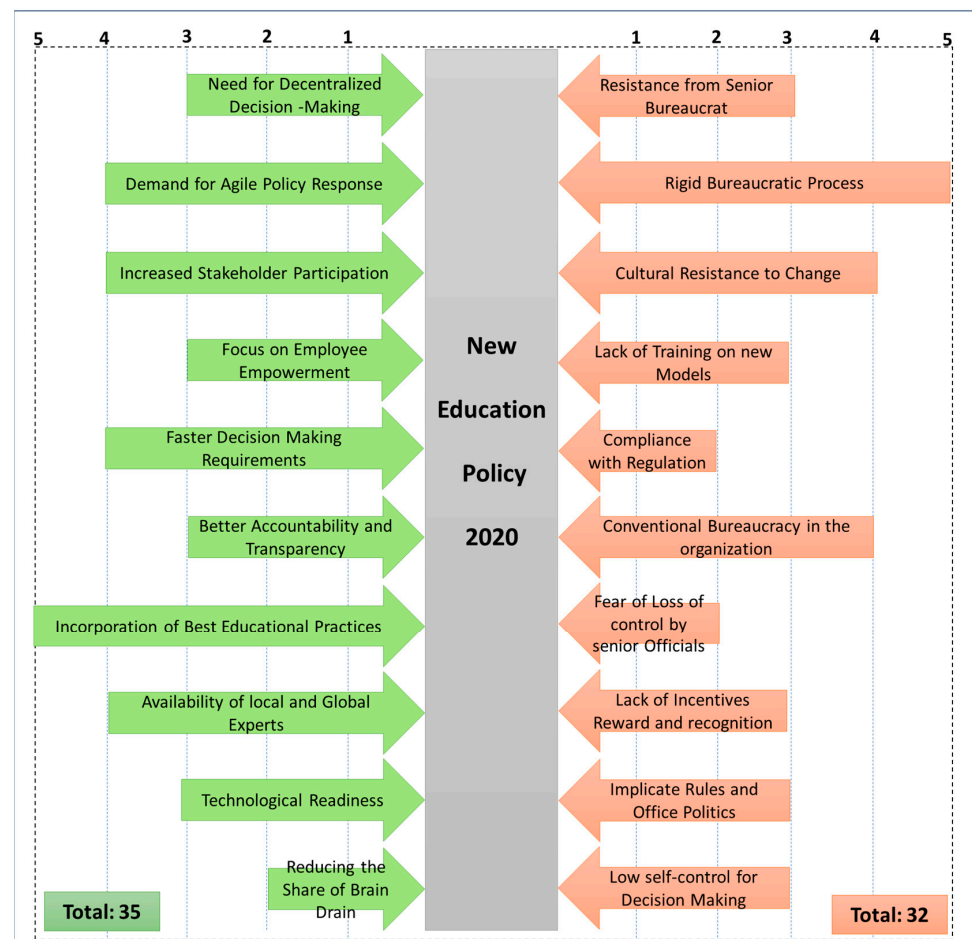 5 4 3 2 1 1 2 3 4 5
Need for Decentralized
Decision -Making
Resistance from Senior
Bureaucrat
Demand for Agile Policy Response
Rigid Bureaucratic Process
Increased Stakeholder Participation
Cultural Resistance to Change
Focus on Employee
Empowerment
Lack of Training on new
Models
Faster Decision Making
Requirements
Compliance
with Regulation
Better Accountability and
Transparency
Conventional Bureaucracy in the
organization
Incorporation of Best Educational Practices
Fear of Loss of
control by
senior Officials
Availability of local and Global
Experts
Lack of Incentives
Reward and recognition
Technological Readiness
Implicate Rules and
Office Politics
Reducing the
Share of Brain
Drain
Low self-control for
Decision Making
New
Education
Policy
2020
Total: 35
Total: 32